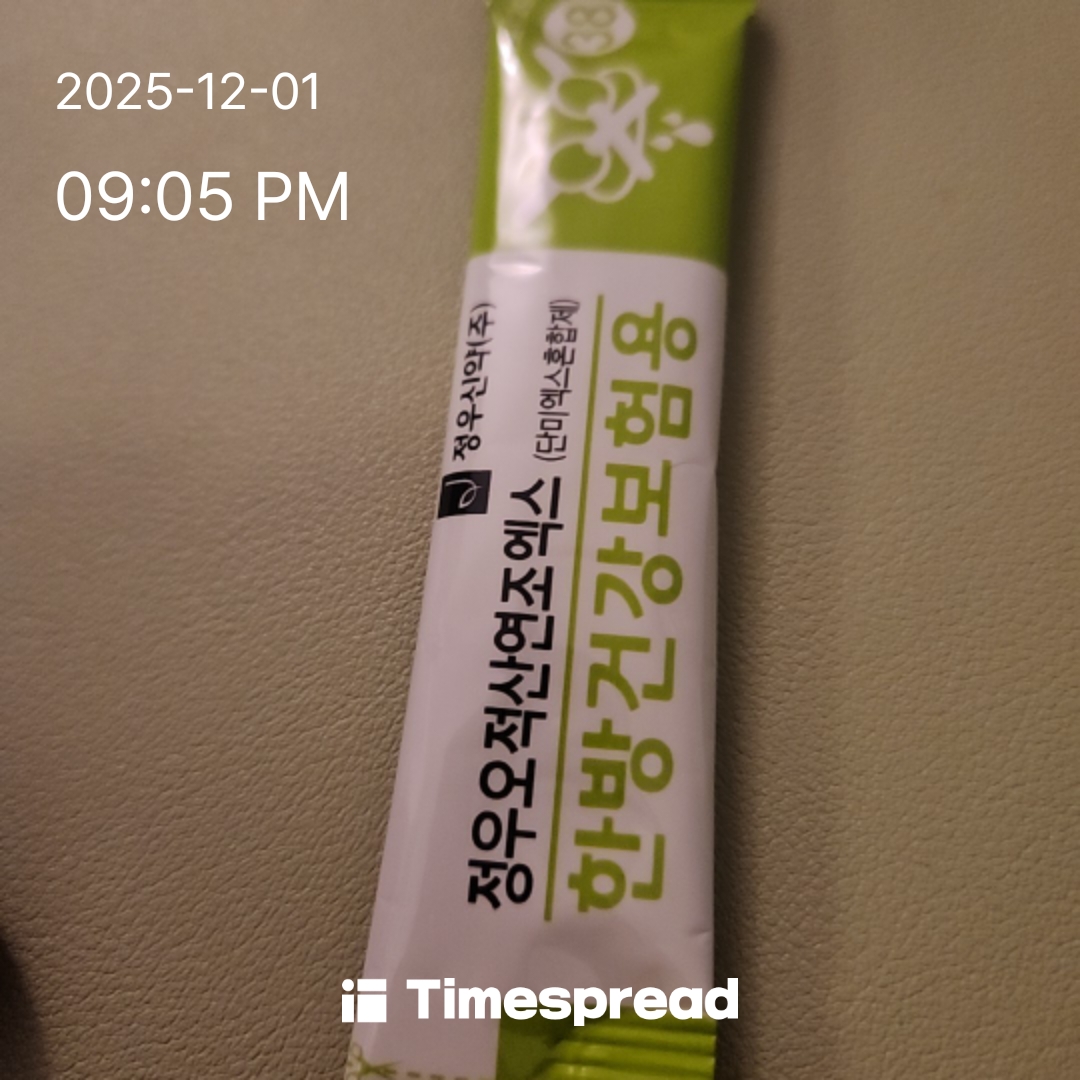 2025-12-01
09:05 PM
38
정우신약(주)
정우오적산연조엑스 (단미엑스혼합제)
한방건강보험용
Timespread